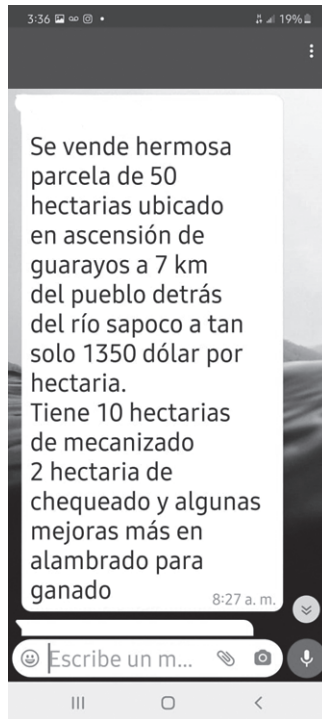 3:36
19%
Se vende hermosa
parcela de 50
hectarias ubicado
en ascensión de
guarayos a 7 km
del pueblo detrás
del río sapoco a tan
solo 1350 dólar por
hectaria.
Tiene 10 hectarias
de mecanizado
2 hectaria de
chequeado y algunas
mejoras más en
alambrado para
ganado
8:27 a. m.
Escribe un m...